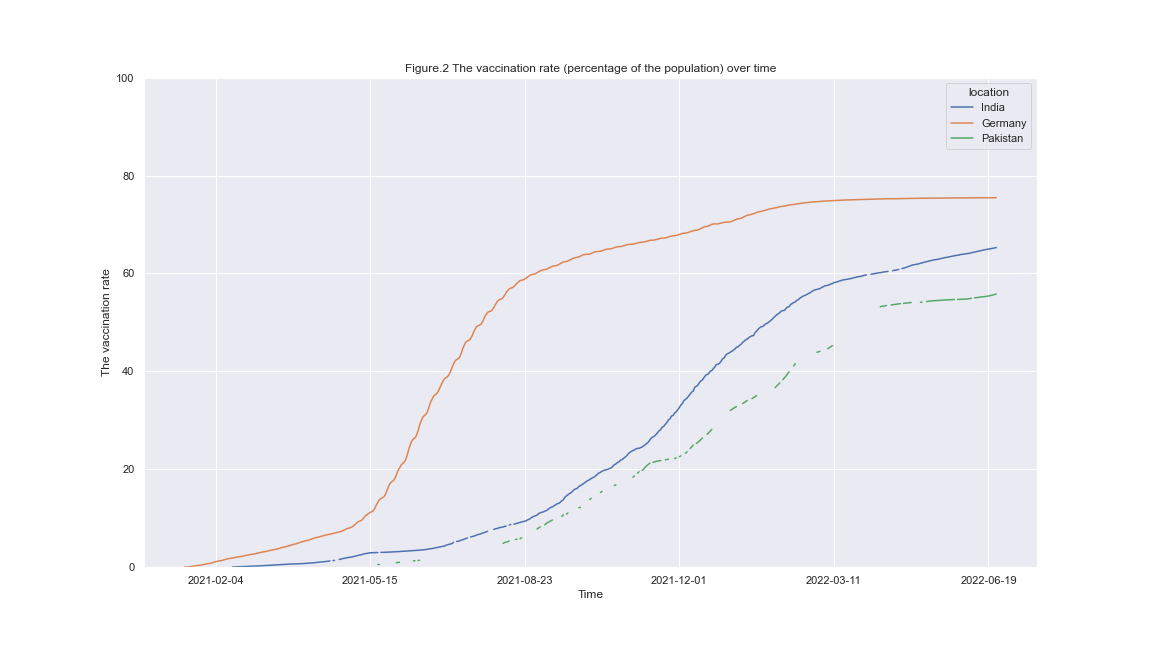 Figure.2 The vaccination rate (percentage of the population) over time
100
location
India
Germany
Pakistan
80
60
The vaccination rate
40
20
0
2021-02-04 2021-05-15 2021-08-23 2021-12-01 2022-03-11 2022-06-19
Time